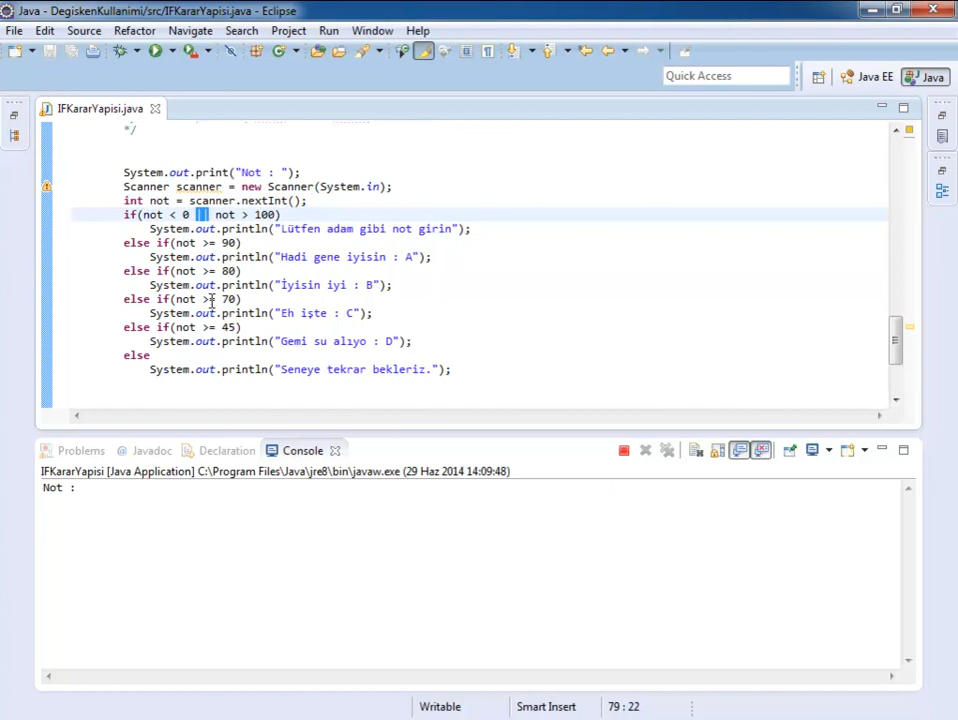 Java - DegiskenKullanimi/src/IFKararYapisi.java - Eclipse
File Edit Source Refactor Navigate Search Project Run Window Help
Quick Access
Java EE
Java
IFKararYapisi.java
*/
System.out.print("Not : ");
Scanner scanner = new Scanner(System.in);
int not = scanner.nextInt();
if(not < 0 || not > 100)
System.out.println("Lütfen adam gibi not girin");
else if(not >= 90)
System.out.println("Hadi gene iyisin : A");
else if(not >= 80)
System.out.println("İyisin iyi : B");
else if(not >= 70)
System.out.println("Eh işte : C");
else if(not >= 45)
System.out.println("Gemi su alıyo : D");
else
System.out.println("Seneye tekrar bekleriz.");
Problems @ Javadoc Declaration Console
IFKararYapisi [Java Application] C:\Program Files\Java\jre8\bin\javaw.exe (29 Haz 2014 14:09:48)
Not :
Writable Smart Insert 79 : 22